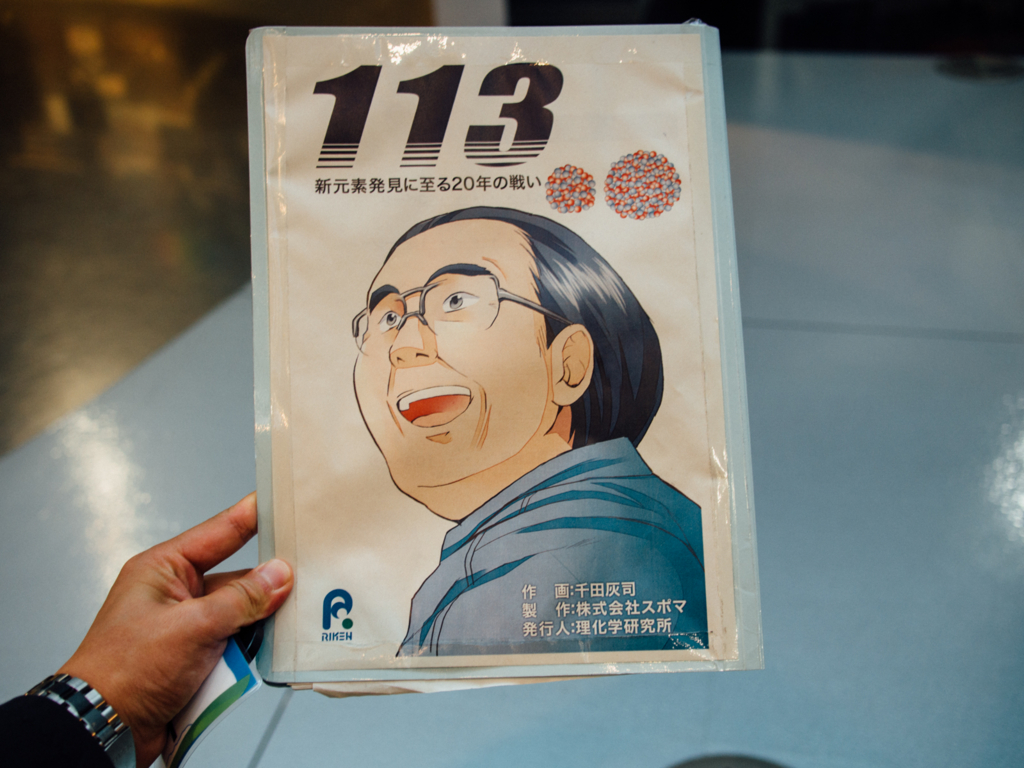 113
新元素発見に至る20年の戦い
作　画:千田灰司
製　作:株式会社スポマ
発行人:理化学研究所
RIKEN